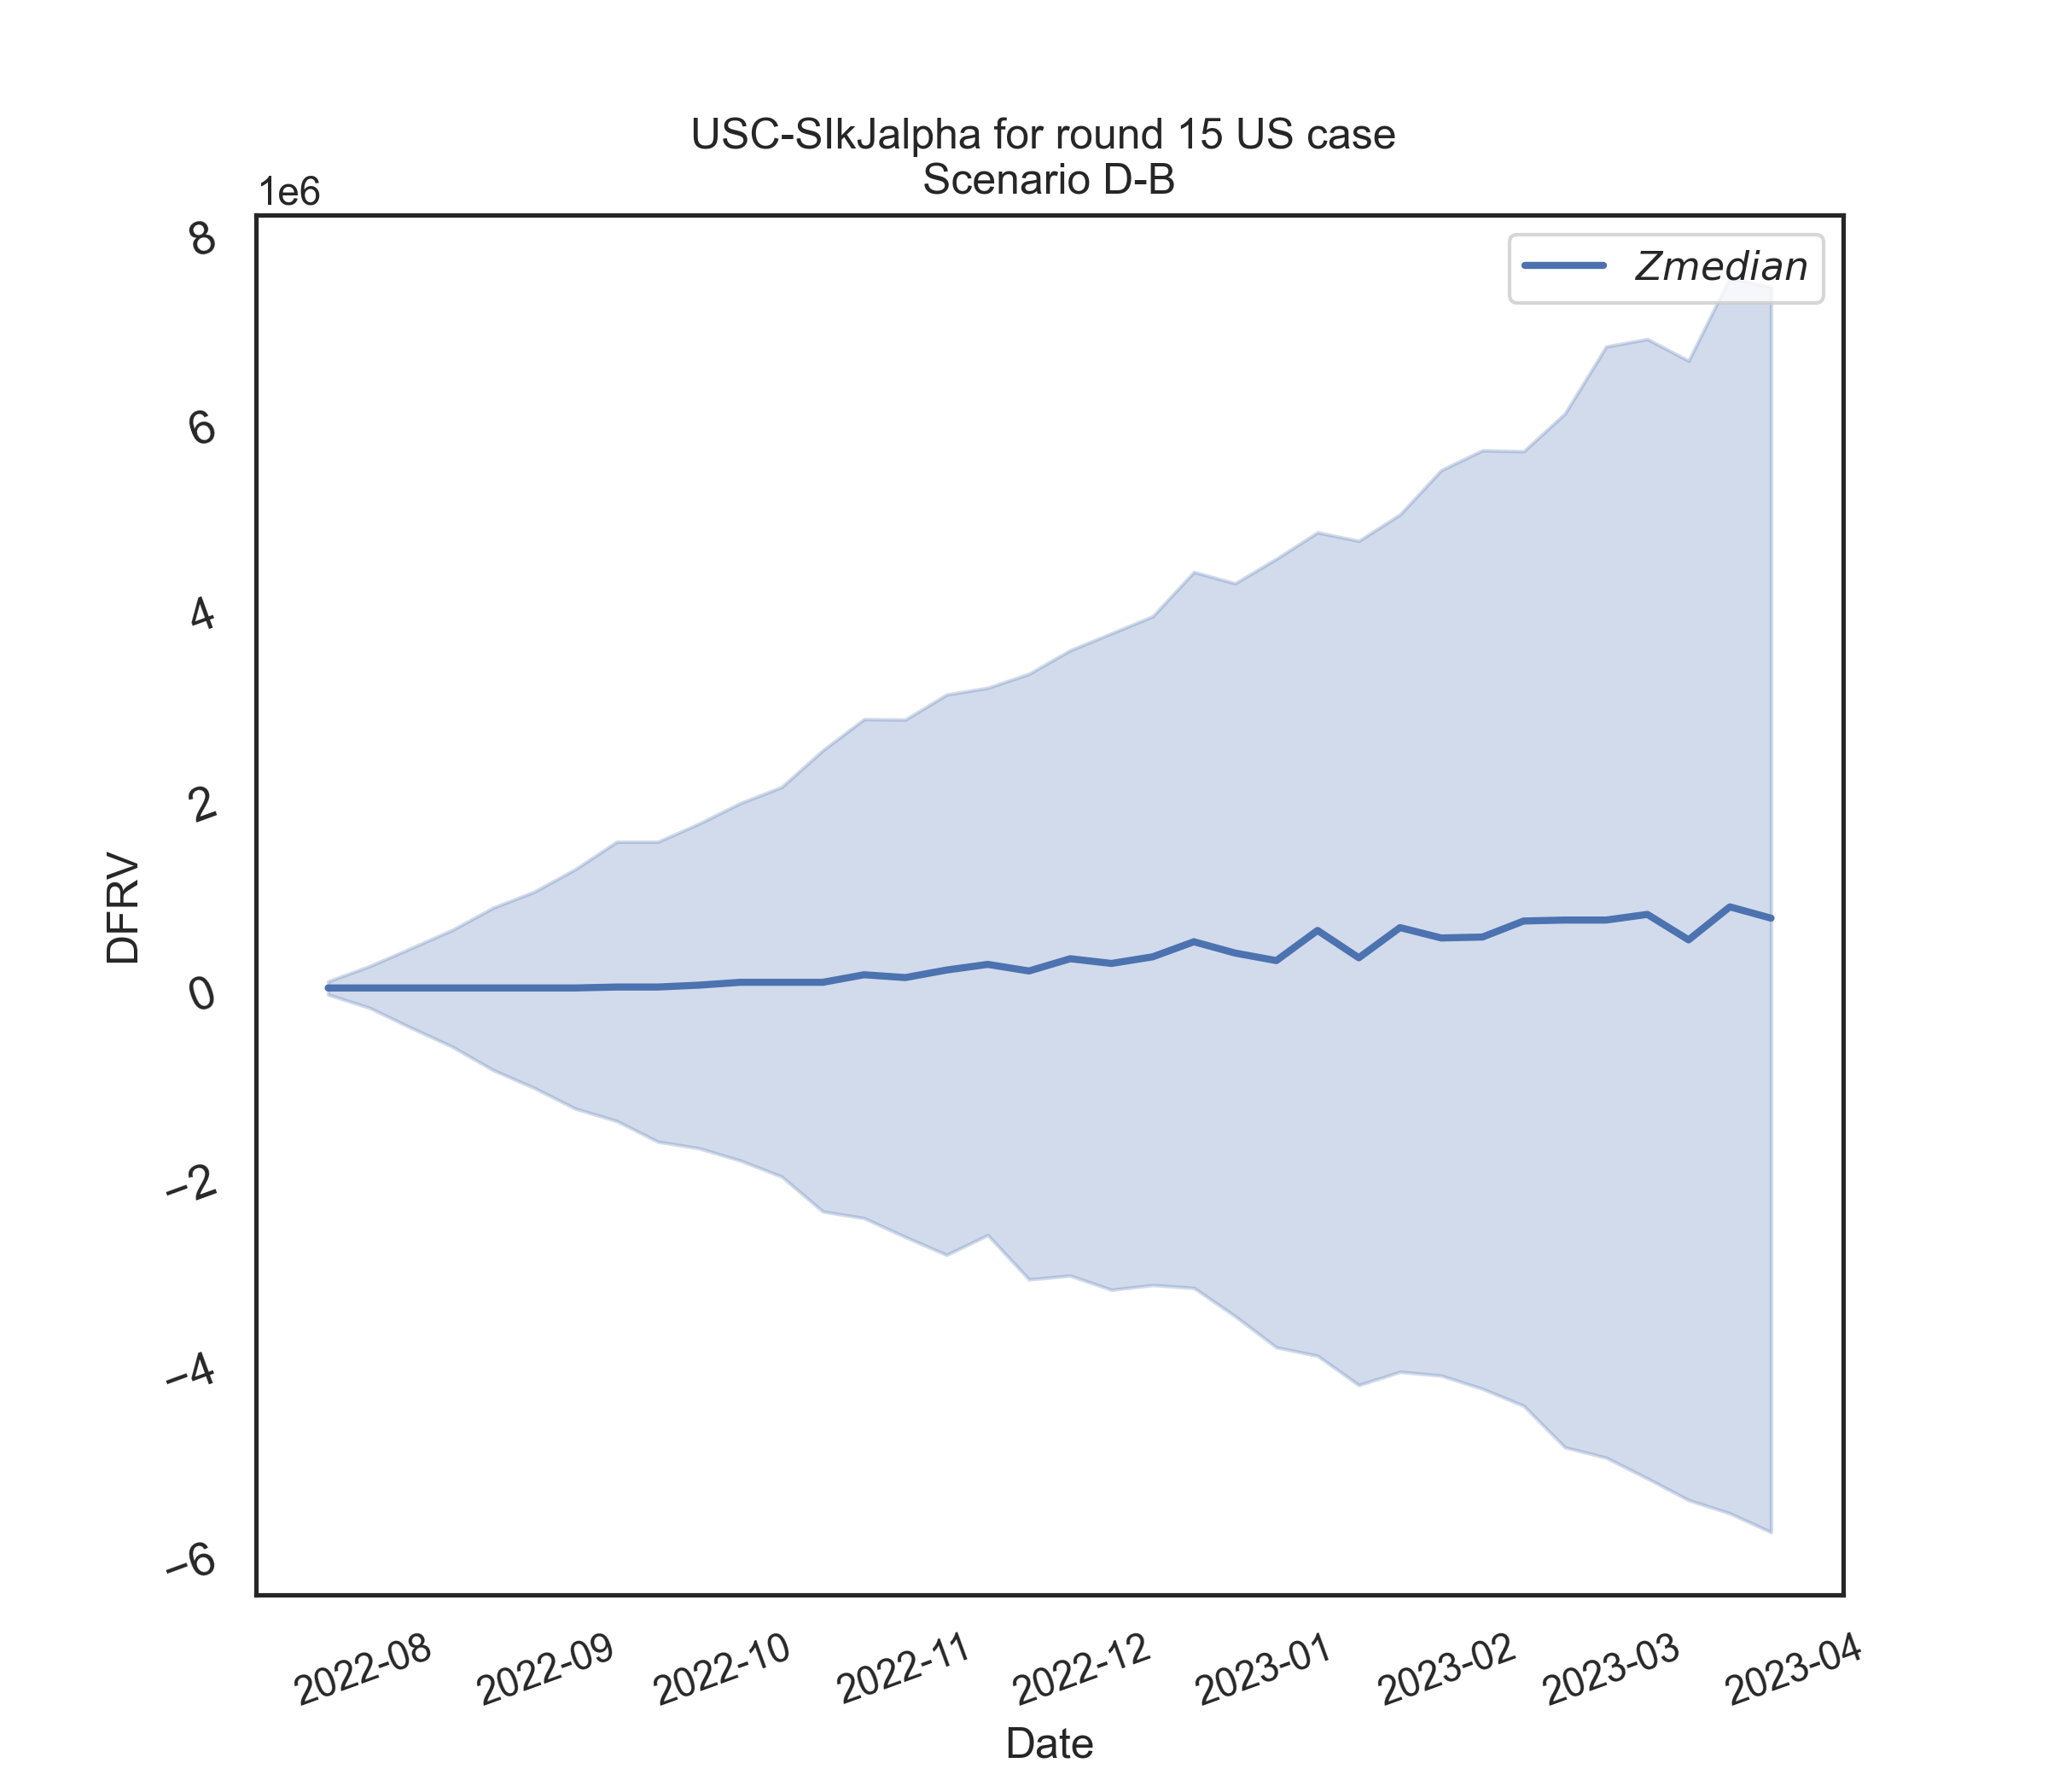 USC-SIkJalpha for round 15 US case
Scenario D-B
1e6
Zmedian
8
6
4
2
0
−2
−4
−6
DFRV
2022-08
2022-09
2022-10
2022-11
2022-12
2023-01
2023-02
2023-03
2023-04
Date